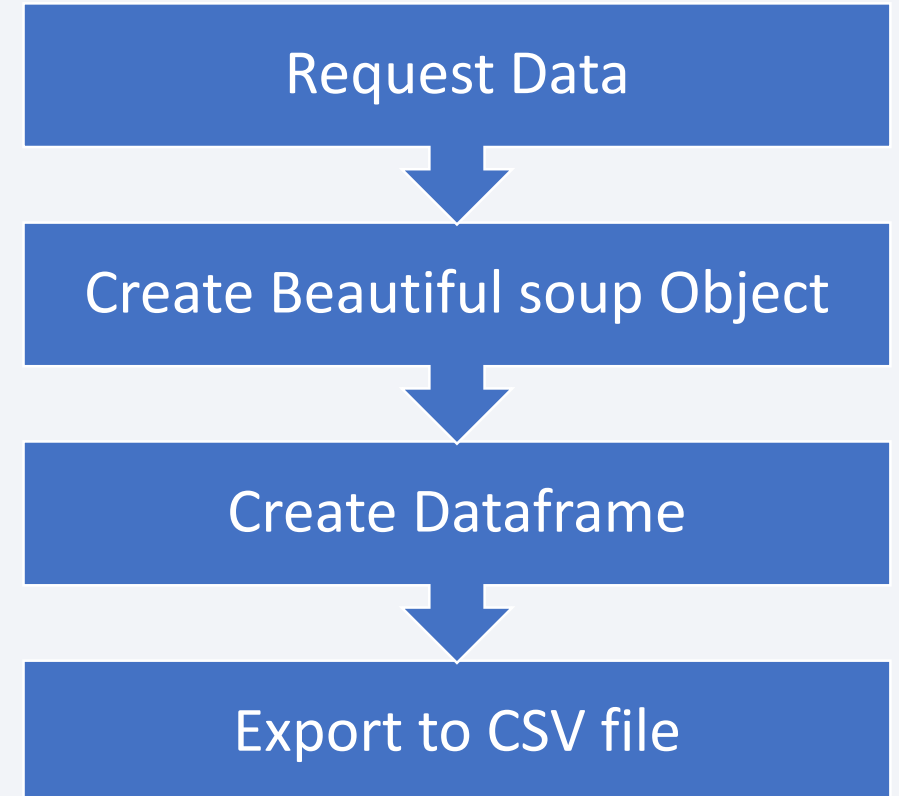 Request Data
Create Beautiful soup Object
Create Dataframe
Export to CSV file